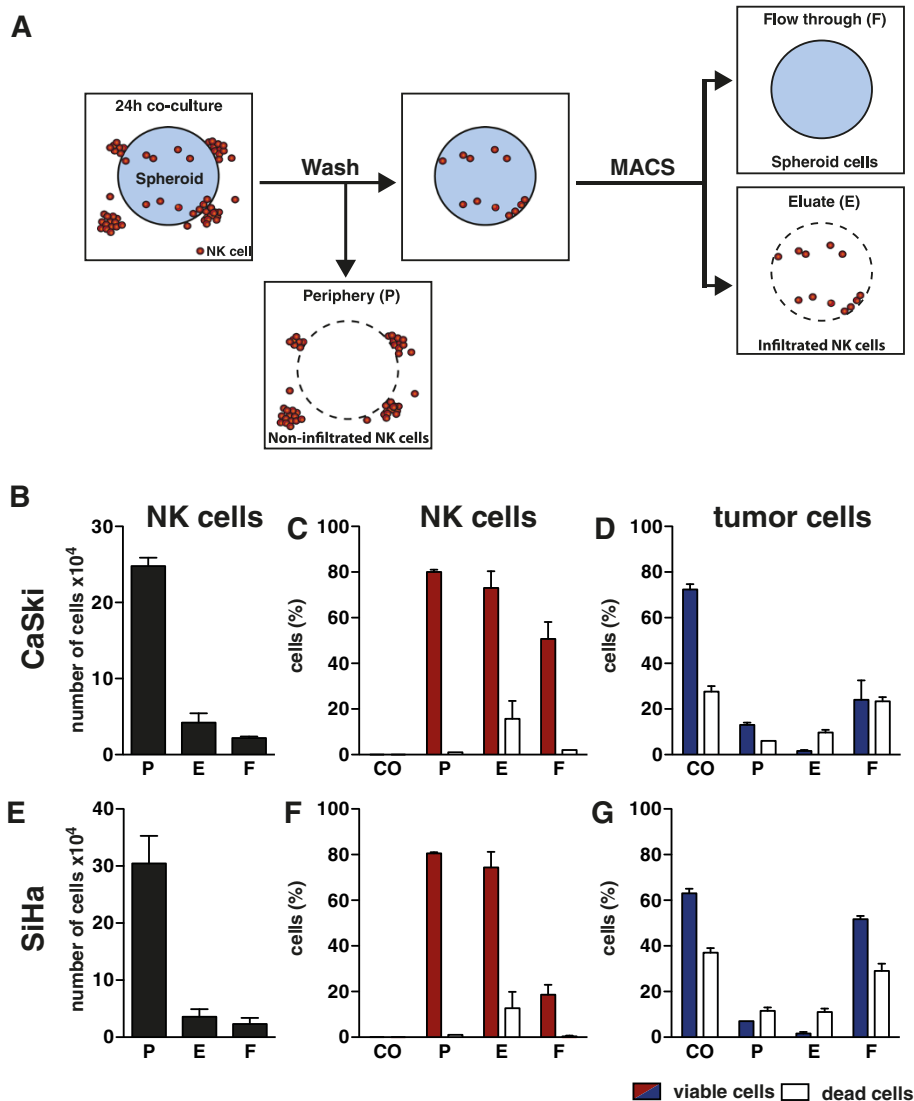 A
24h co-culture
Spheroid
NK cell
Wash
Periphery (P)
Non-infiltrated NK cells
MACS
Flow through (F)
Spheroid cells
Eluate (E)
Infiltrated NK cells
CaSki
B
NK cells
number of cells x10⁴
30
20
10
0
P E F
C
NK cells
cells (%)
100
80
60
40
20
0
CO P E F
D
tumor cells
cells (%)
100
80
60
40
20
0
CO P E F
SiHa
E
number of cells x10⁴
40
30
20
10
0
P E F
F
cells (%)
100
80
60
40
20
0
CO P E F
G
cells (%)
100
80
60
40
20
0
CO P E F
viable cells
dead cells